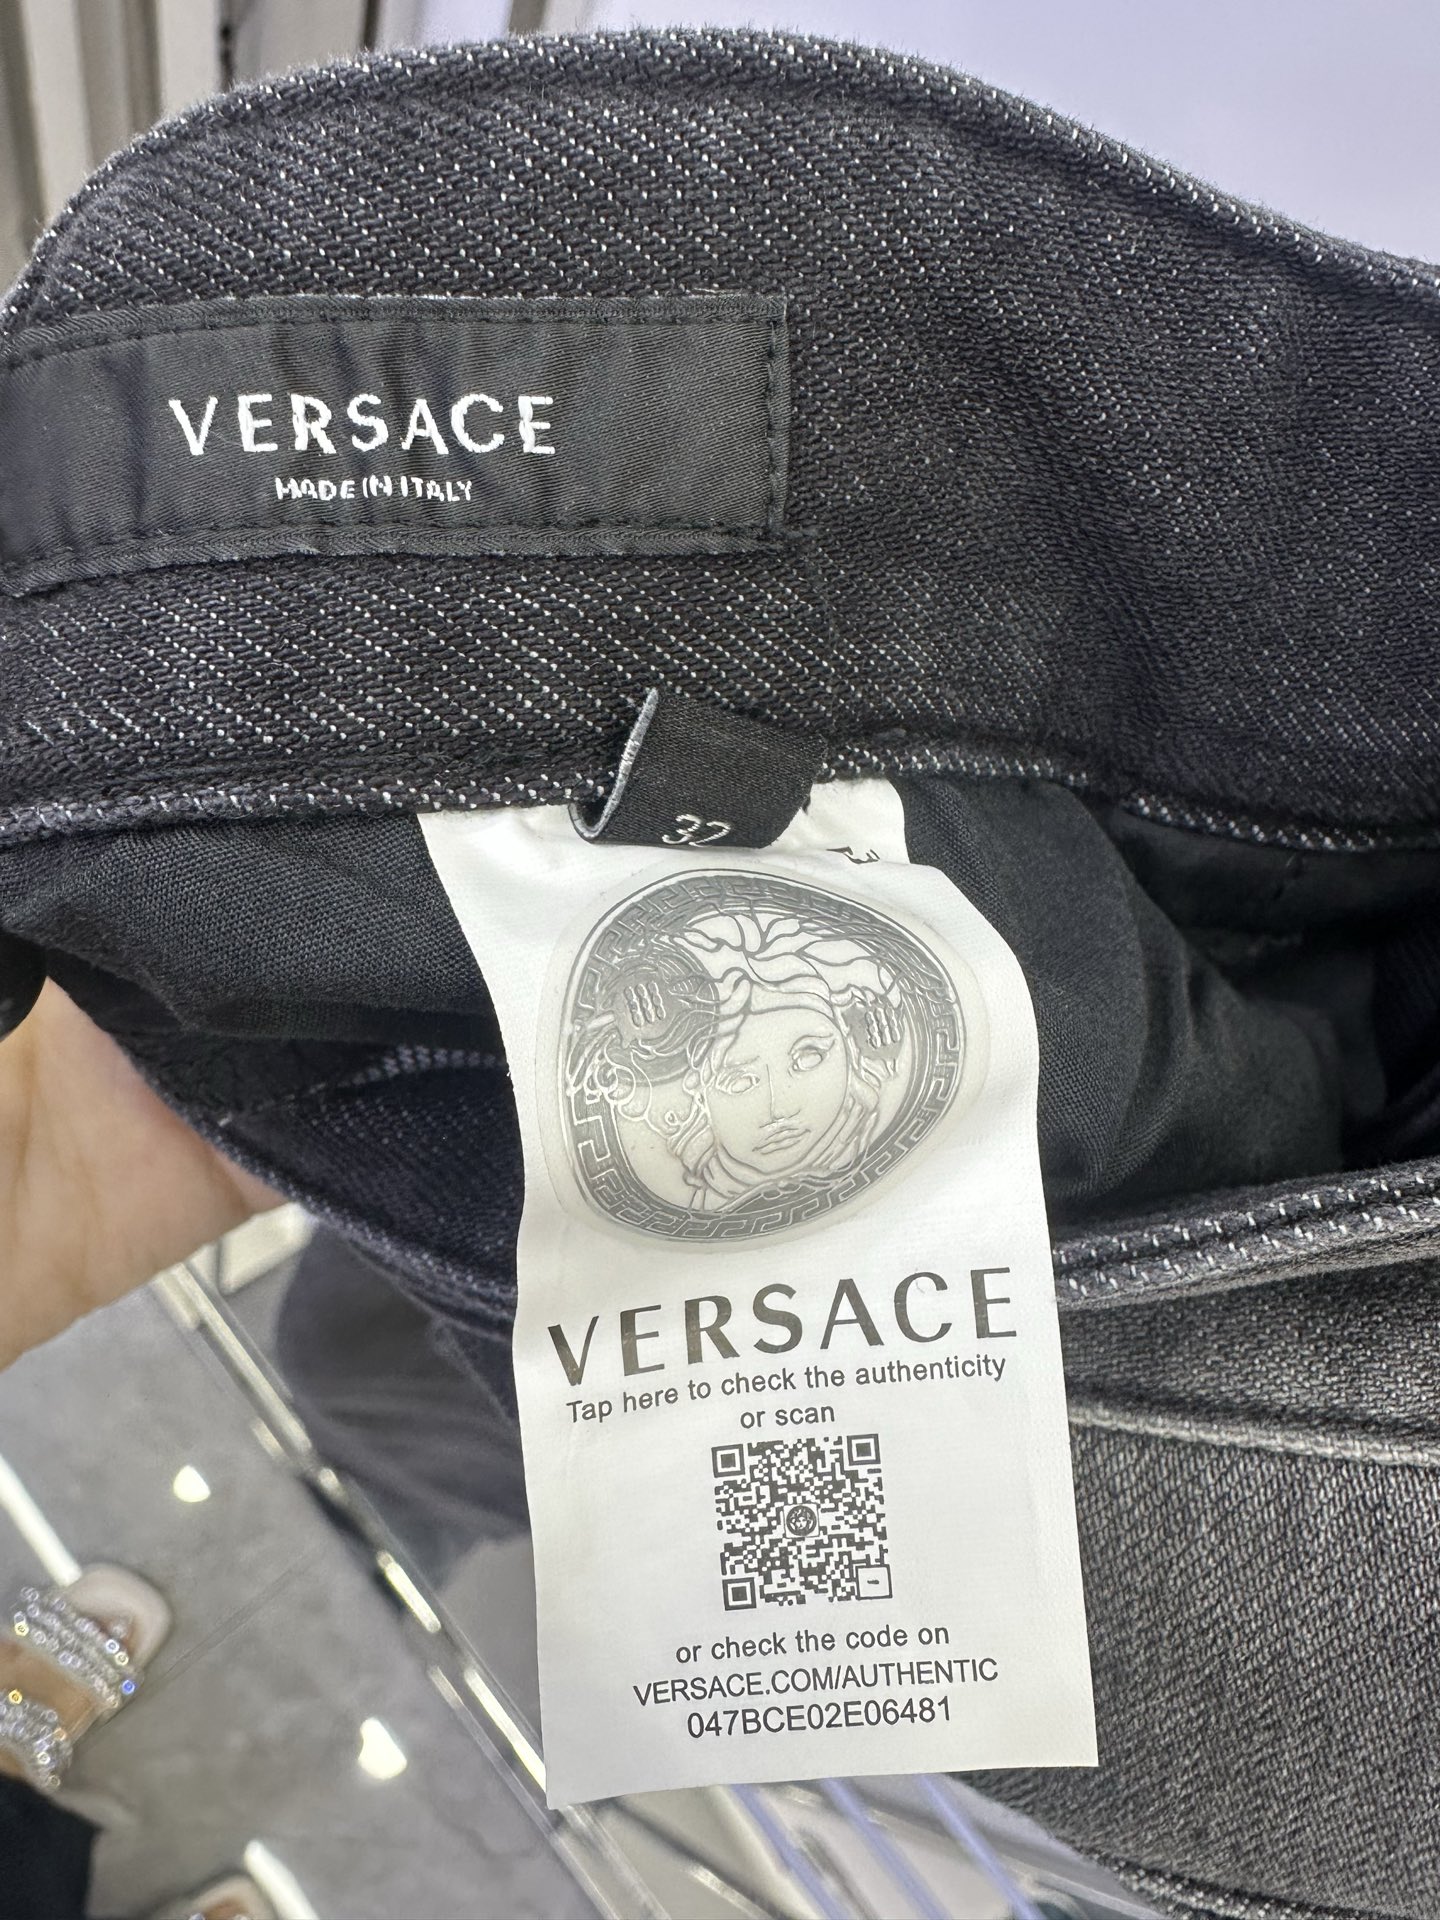 VERSACE
MADE IN ITALY
32
VERSACE
Tap here to check the authenticity
or scan
or check the code on
VERSACE.COM/AUTHENTIC
047BCE02E06481